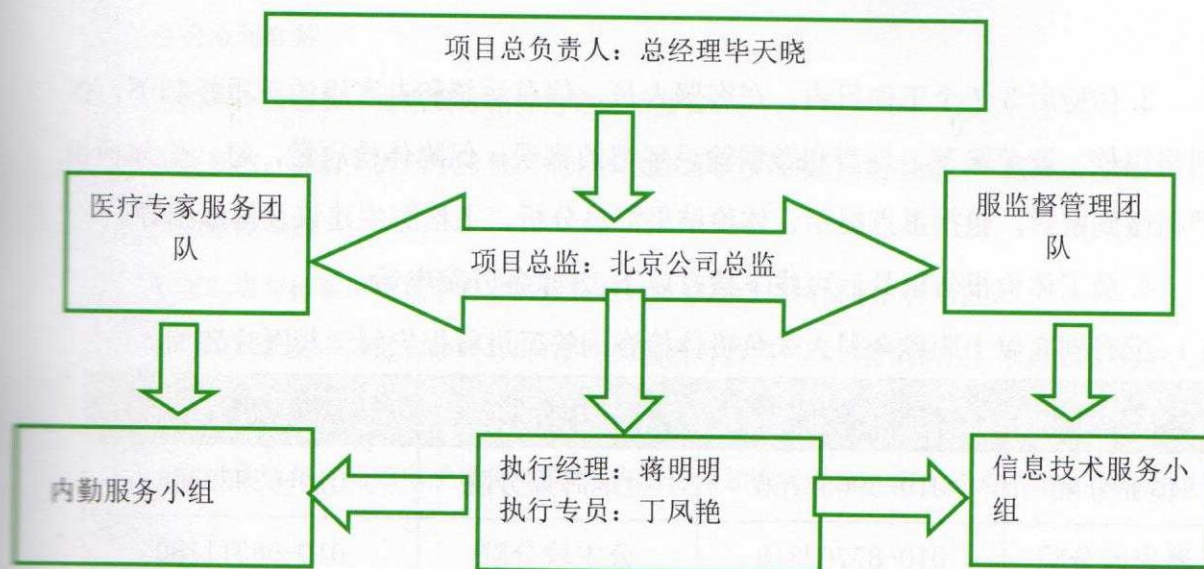 项目总负责人：总经理毕天晓
医疗专家服务团
队
项目总监：北京公司总监
服监督管理团
队
内勤服务小组
执行经理：蒋明明
执行专员：丁凤艳
信息技术服务小
组